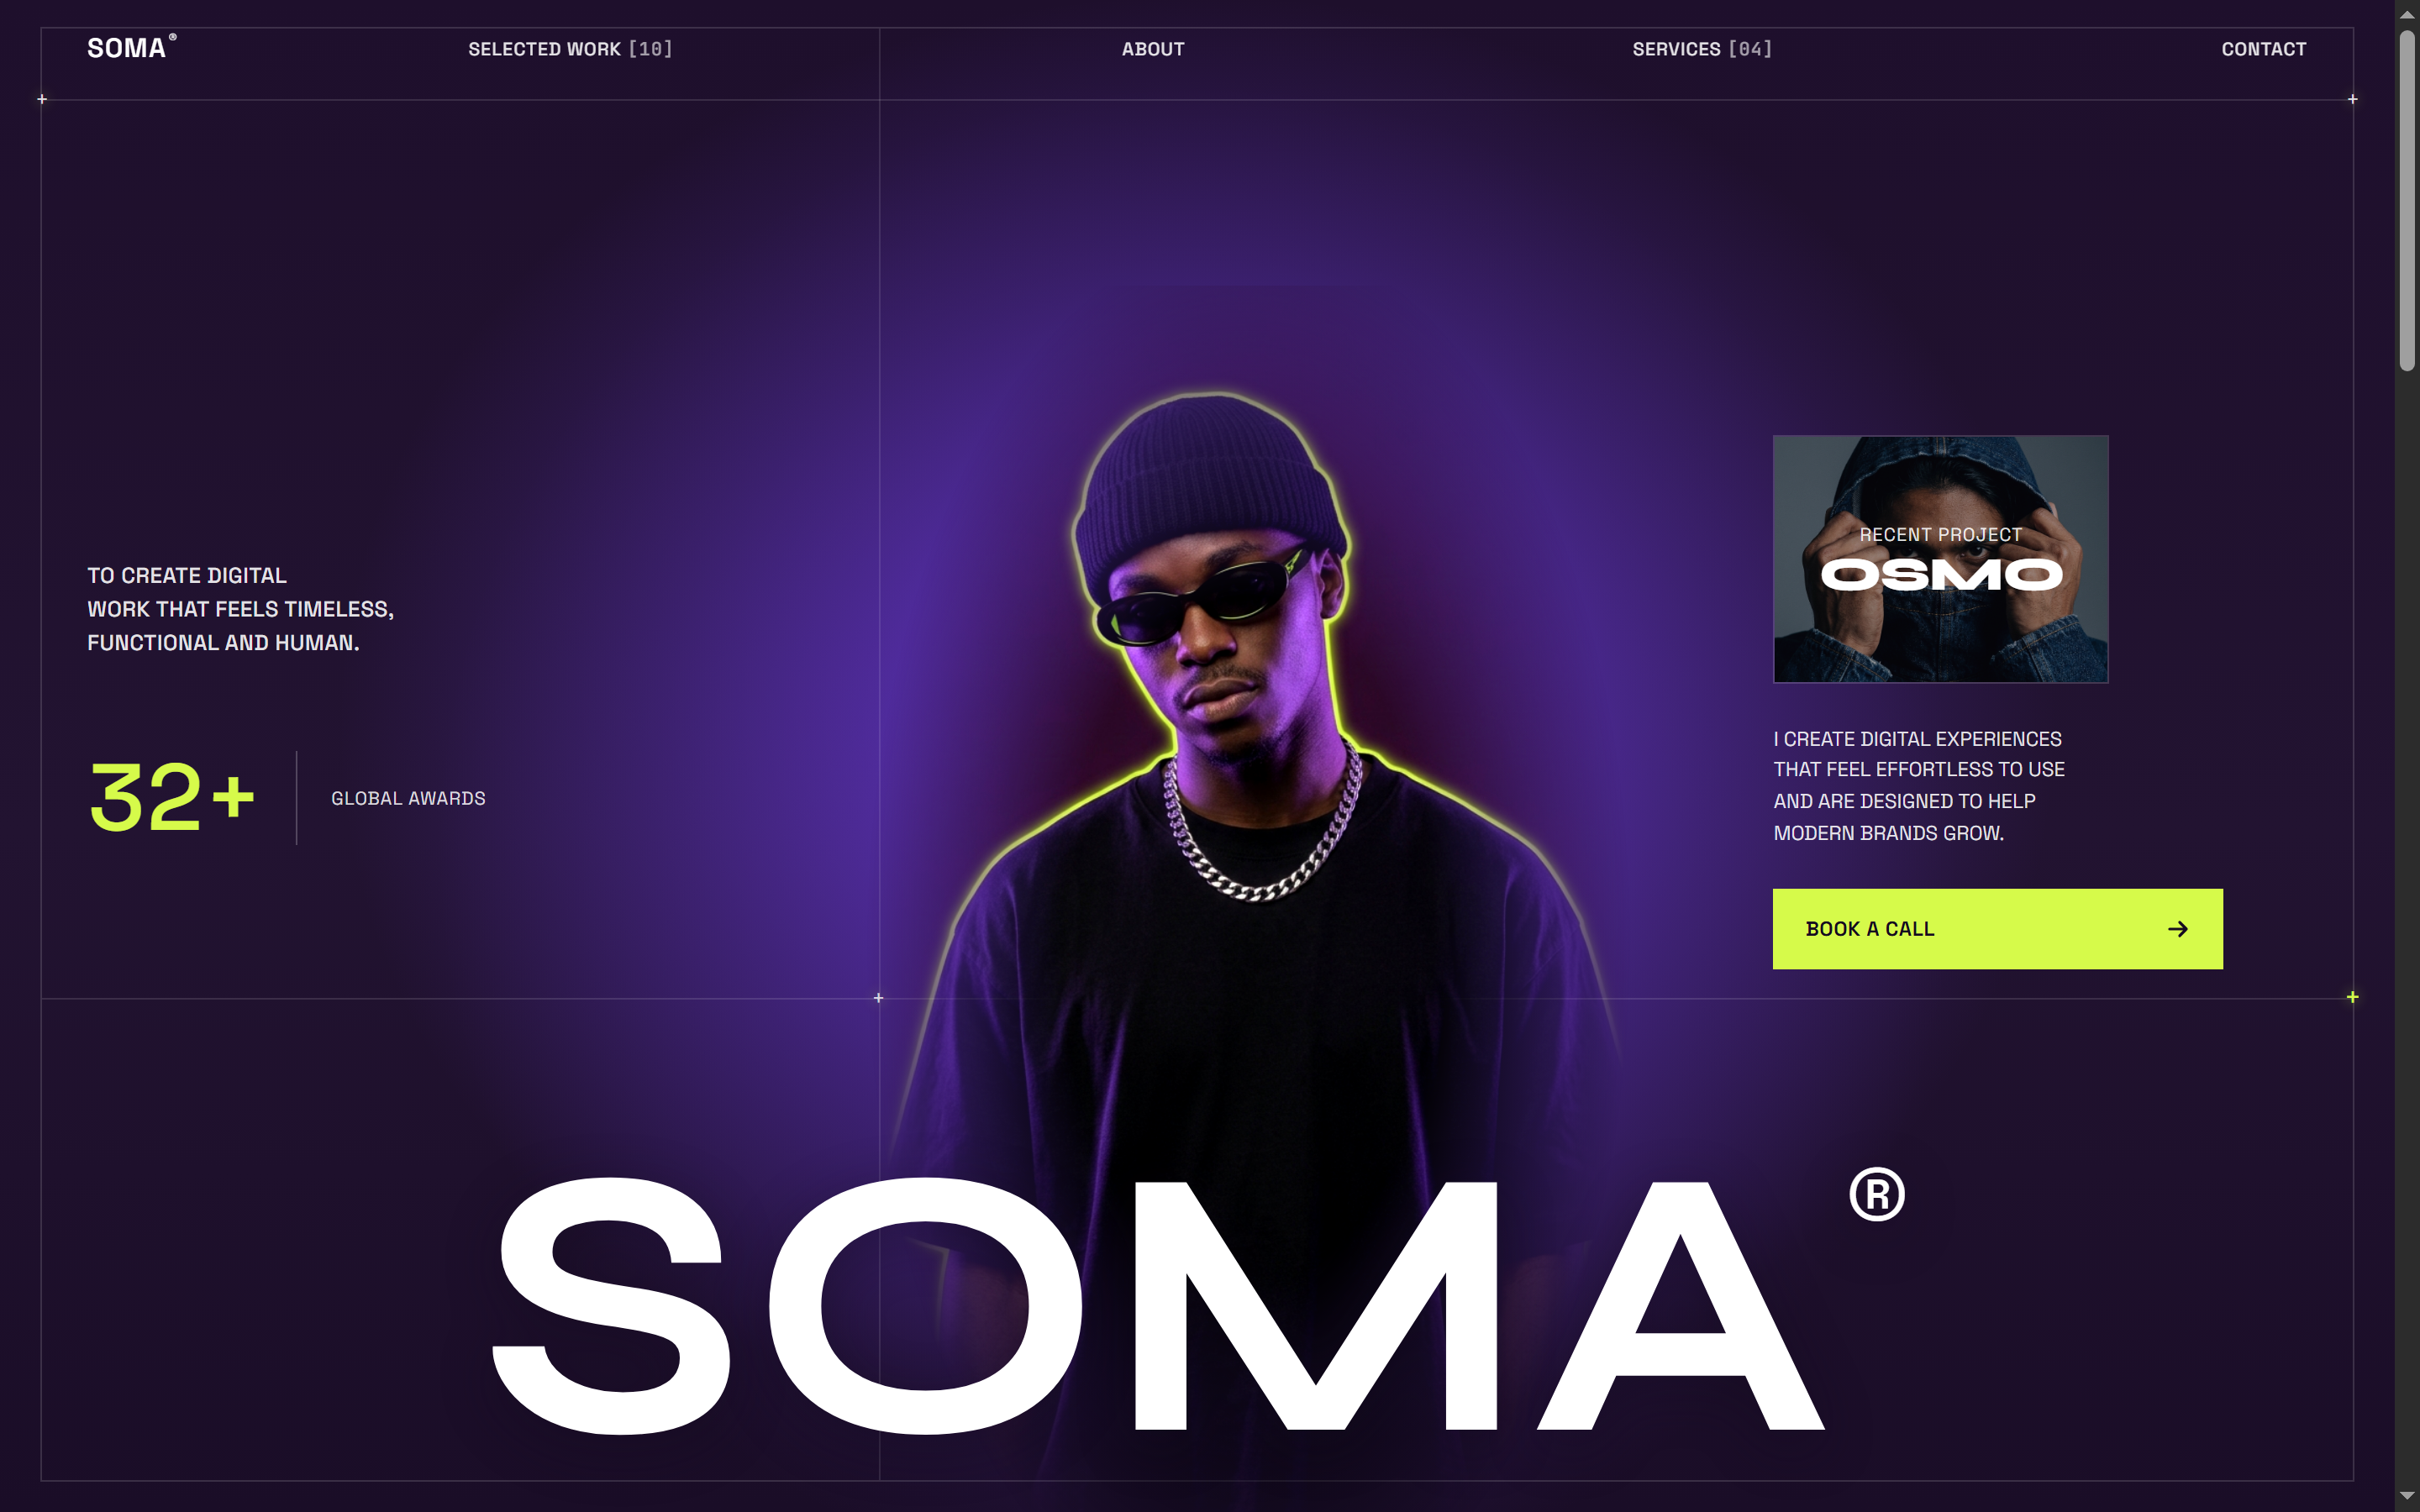 SOMA®
SELECTED WORK [10]
ABOUT
SERVICES [04]
CONTACT
TO CREATE DIGITAL
WORK THAT FEELS TIMELESS,
FUNCTIONAL AND HUMAN.
32+
GLOBAL AWARDS
RECENT PROJECT
OSMO
I CREATE DIGITAL EXPERIENCES
THAT FEEL EFFORTLESS TO USE
AND ARE DESIGNED TO HELP
MODERN BRANDS GROW.
BOOK A CALL →
SOMA®